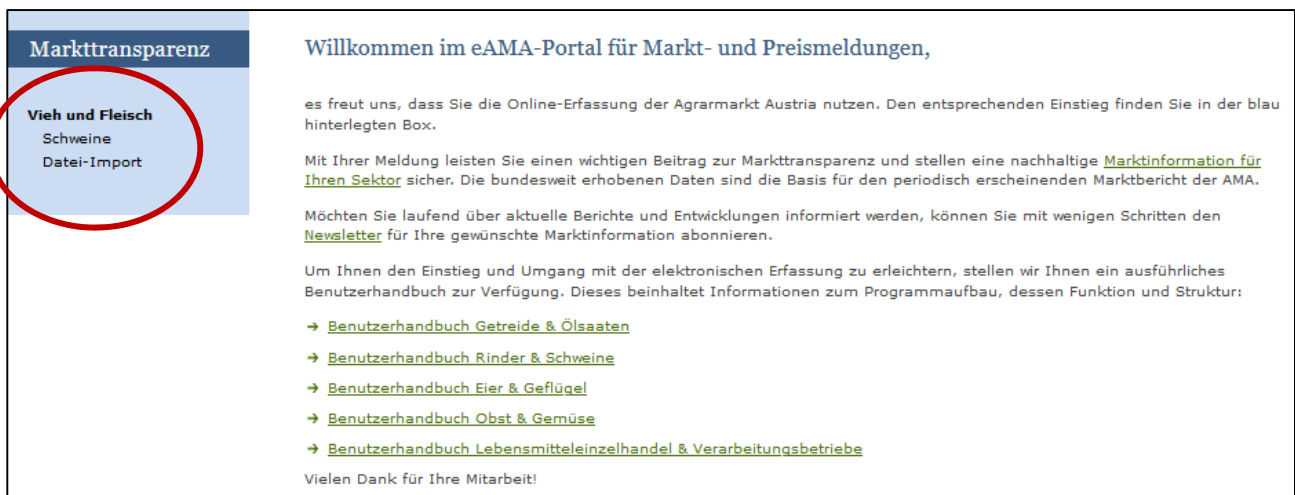 Markttransparenz
Vieh und Fleisch
Schweine
Datei-Import
Willkommen im eAMA-Portal für Markt- und Preismeldungen,
es freut uns, dass Sie die Online-Erfassung der Agrarmarkt Austria nutzen. Den entsprechenden Einstieg finden Sie in der blau
hinterlegten Box.
Mit Ihrer Meldung leisten Sie einen wichtigen Beitrag zur Markttransparenz und stellen eine nachhaltige Marktinformation für
Ihren Sektor sicher. Die bundesweit erhobenen Daten sind die Basis für den periodisch erscheinenden Marktbericht der AMA.
Möchten Sie laufend über aktuelle Berichte und Entwicklungen informiert werden, können Sie mit wenigen Schritten den
Newsletter für Ihre gewünschte Marktinformation abonnieren.
Um Ihnen den Einstieg und Umgang mit der elektronischen Erfassung zu erleichtern, stellen wir Ihnen ein ausführliches
Benutzerhandbuch zur Verfügung. Dieses beinhaltet Informationen zum Programmaufbau, dessen Funktion und Struktur:
→ Benutzerhandbuch Getreide & Ölsaaten
→ Benutzerhandbuch Rinder & Schweine
→ Benutzerhandbuch Eier & Geflügel
→ Benutzerhandbuch Obst & Gemüse
→ Benutzerhandbuch Lebensmitteleinzelhandel & Verarbeitungsbetriebe
Vielen Dank für Ihre Mitarbeit!